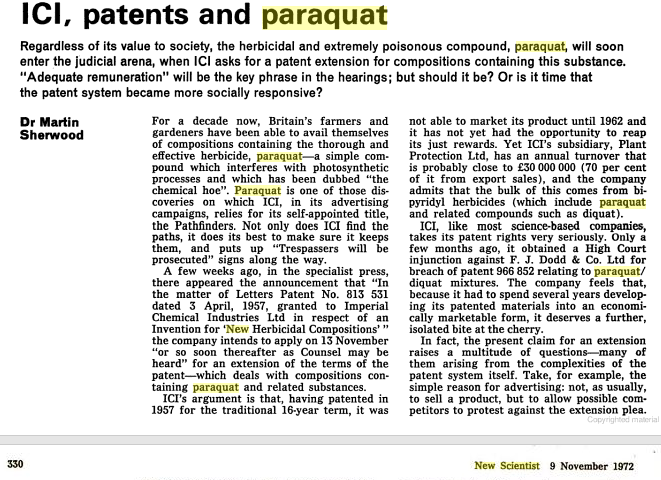 ICI, patents and paraquat
Regardless of its value to society, the herbicidal and extremely poisonous compound, paraquat, will soon
enter the judicial arena, when ICI asks for a patent extension for compositions containing this substance.
"Adequate remuneration" will be the key phrase in the hearings; but should it be? Or is it time that
the patent system became more socially responsive?
Dr Martin
Sherwood
For a decade now, Britain's farmers and
gardeners have been able to avail themselves
of compositions containing the thorough and
effective herbicide, paraquat—a simple com-
pound which interferes with photosynthetic
processes and which has been dubbed "the
chemical hoe". Paraquat is one of those dis-
coveries on which ICI, in its advertising
campaigns, relies for its self-appointed title,
the Pathfinders. Not only does ICI find the
paths, it does its best to make sure it keeps
them, and puts up "Trespassers will be
prosecuted" signs along the way.
A few weeks ago, in the specialist press,
there appeared the announcement that "In
the matter of Letters Patent No. 813 531
dated 3 April, 1957, granted to Imperial
Chemical Industries Ltd in respect of an
Invention for 'New Herbicidal Compositions' "
the company intends to apply on 13 November
"or so soon thereafter as Counsel may be
heard" for an extension of the terms of the
patent—which deals with compositions con-
taining paraquat and related substances.
ICI's argument is that, having patented in
1957 for the traditional 16-year term, it was
not able to market its product until 1962 and
it has not yet had the opportunity to reap
its just rewards. Yet ICI's subsidiary, Plant
Protection Ltd, has an annual turnover that
is probably close to £30 000 000 (70 per cent
of it from export sales), and the company
admits that the bulk of this comes from bi-
pyridyl herbicides (which include paraquat
and related compounds such as diquat).
ICI, like most science-based companies,
takes its patent rights very seriously. Only a
few months ago, it obtained a High Court
injunction against F. J. Dodd & Co. Ltd for
breach of patent 966 852 relating to paraquat/
diquat mixtures. The company feels that,
because it had to spend several years develop-
ing its patented materials into an economi-
cally marketable form, it deserves a further,
isolated bite at the cherry.
In fact, the present claim for an extension
raises a multitude of questions—many of
them arising from the complexities of the
patent system itself. Take, for example, the
simple reason for advertising: not, as usually,
to sell a product, but to allow possible com-
petitors to protest against the extension plea.
Copyrighted material
330
New Scientist 9 November 1972